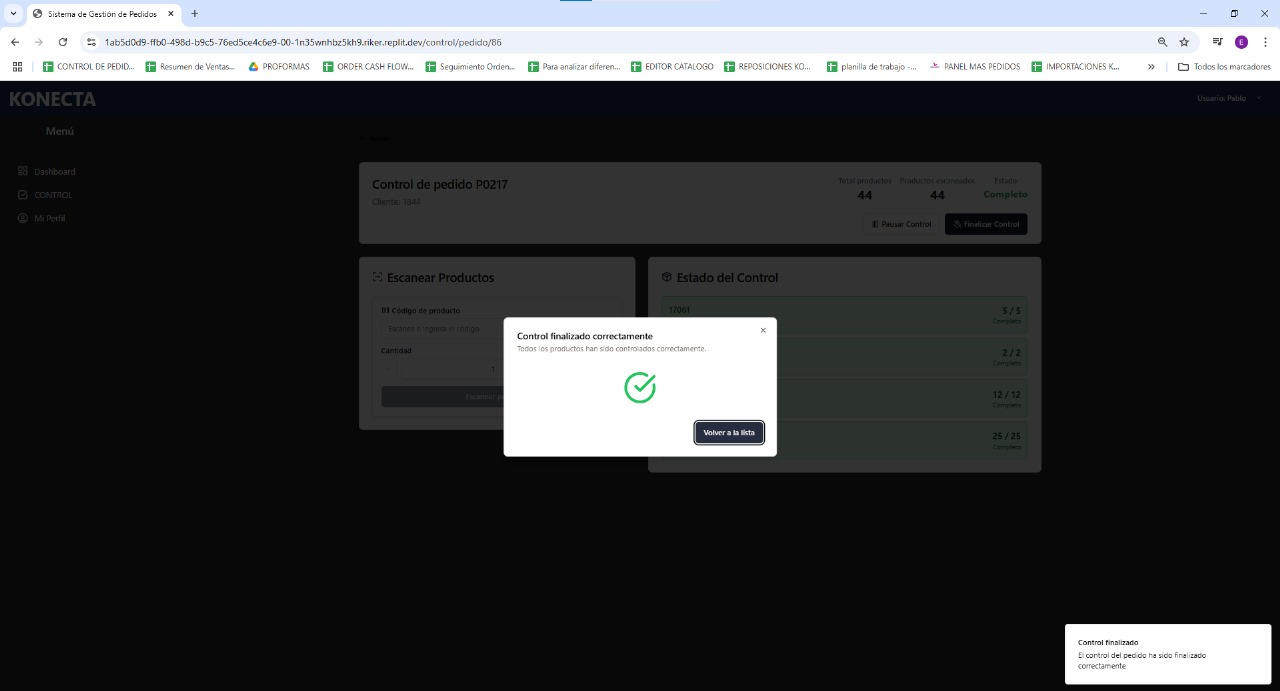 Sistema de Gestión de Pedidos
1ab5d0d9-ffb0-498d-b9c5-76ed5ce4c6e9-00-1n35wnhbz5kh9.riker.replit.dev/control/pedido/86
E
CONTROL DE PEDID...
Resumen de Ventas...
PROFORMAS
ORDER CASH FLOW...
Seguimiento Orden...
Para analizar diferen...
EDITOR CATALOGO
REPOSICIONES KO...
planilla de trabajo -...
PANEL MAS PEDIDOS
IMPORTACIONES K...
Todos los marcadores
KONECTA
Usuario: Pablo
Menú
Dashboard
CONTROL
Mi Perfil
Control de pedido P0217
Cliente: 1844
Total productos
44
Productos escaneados
44
Estado
Completo
Pausar Control
Finalizar Control
Escanear Productos
Código de producto
Escanea o ingresa el código
Cantidad
1
Escanear
Estado del Control
17061
5 / 5
Completo
2 / 2
Completo
12 / 12
Completo
25 / 25
Completo
Control finalizado correctamente
Todos los productos han sido controlados correctamente.
Volver a la lista
Control finalizado
El control del pedido ha sido finalizado
correctamente